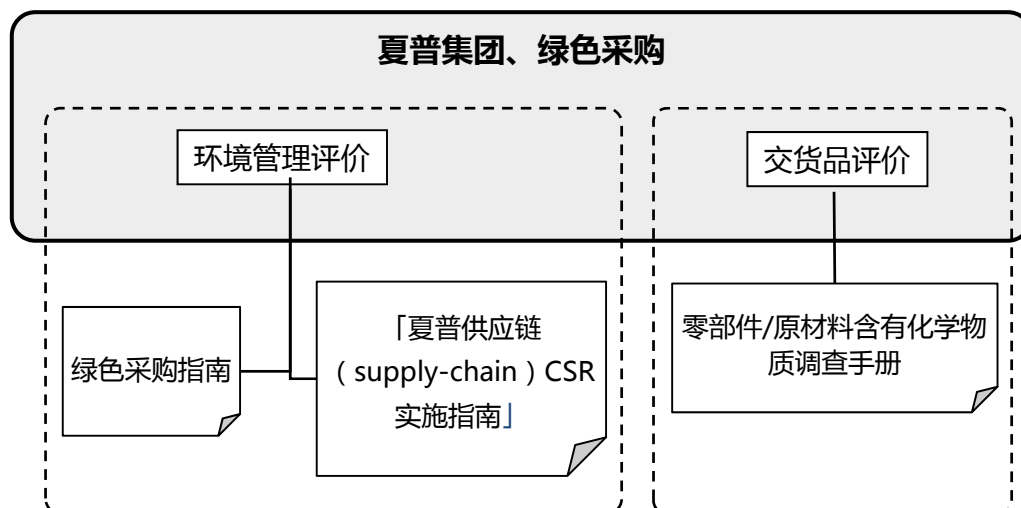 夏普集团、绿色采购
环境管理评价
交货品评价
绿色采购指南
「夏普供应链
（supply-chain）CSR
实施指南」
零部件/原材料含有化学物
质调查手册